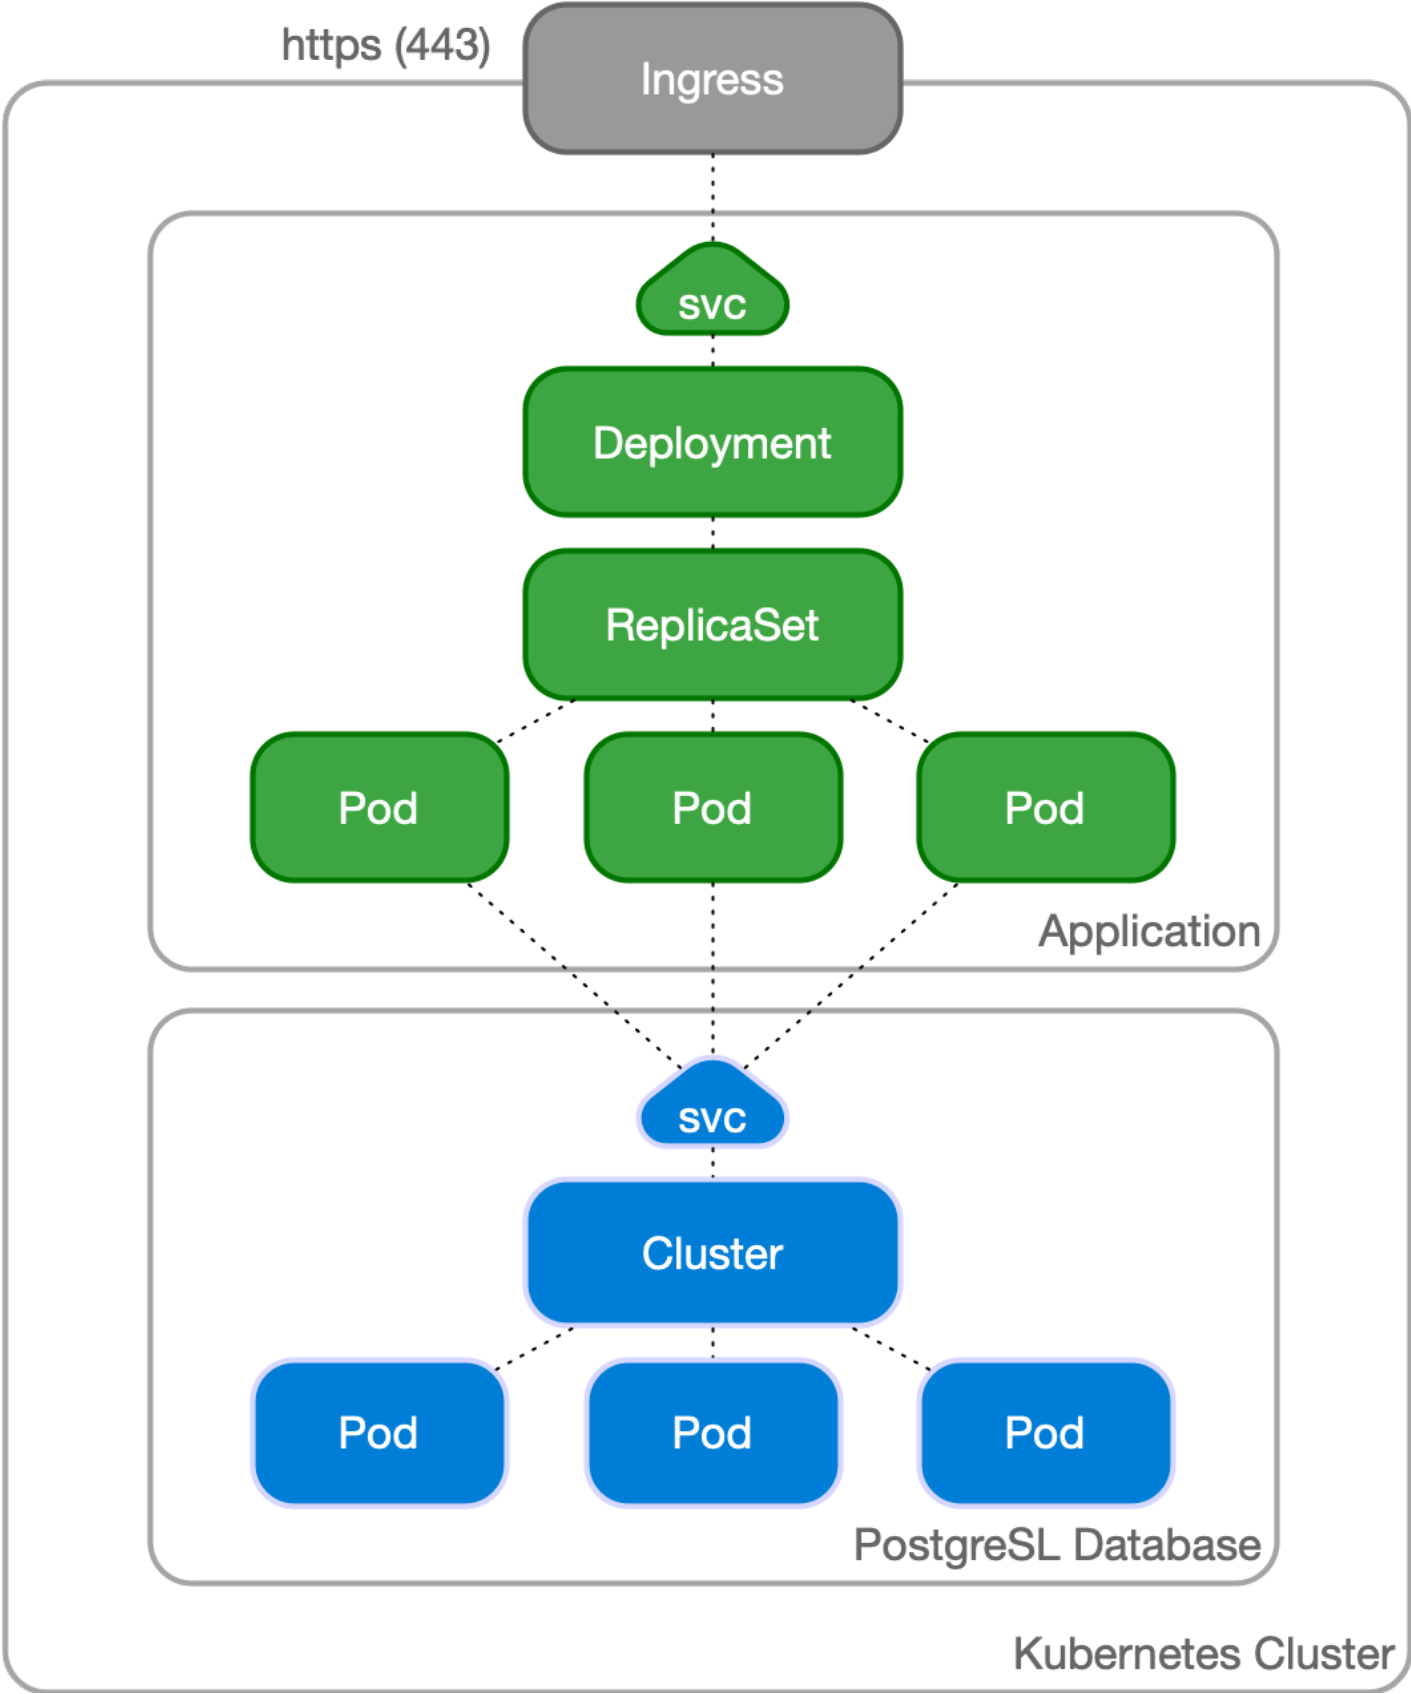 https (443)
Ingress
svc
Deployment
ReplicaSet
Pod
Pod
Pod
Application
svc
Cluster
Pod
Pod
Pod
PostgreSL Database
Kubernetes Cluster